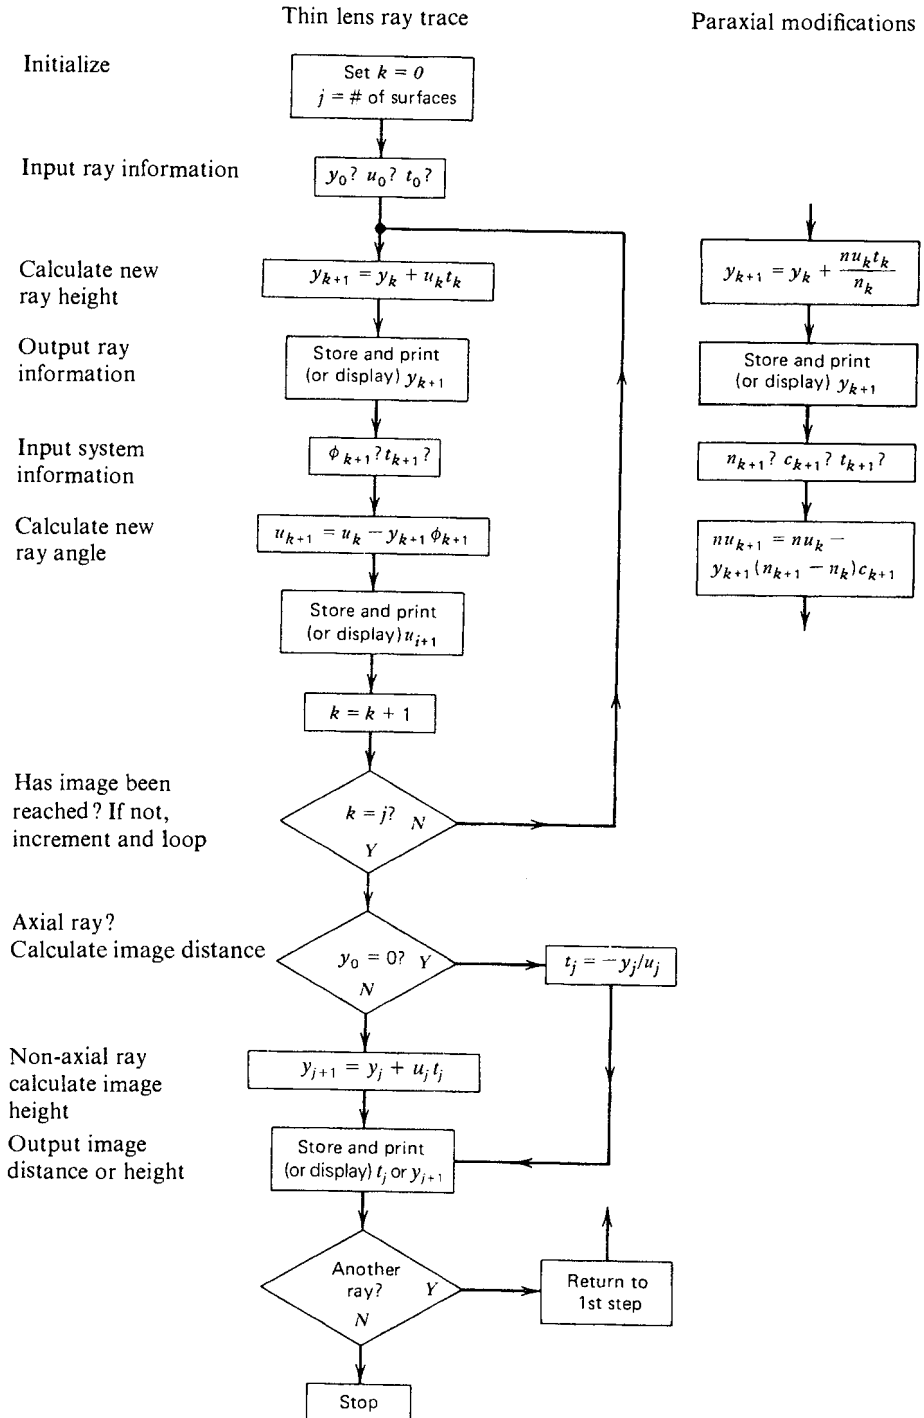 Thin lens ray trace
Paraxial modifications
Initialize
Set k = 0
j = # of surfaces
Input ray information
y₀? u₀? t₀?
Calculate new
ray height
yₖ₊₁ = yₖ + uₖtₖ
Output ray
information
Store and print
(or display) yₖ₊₁
Input system
information
ϕₖ₊₁? tₖ₊₁?
Calculate new
ray angle
uₖ₊₁ = uₖ − yₖ₊₁ ϕₖ₊₁
Store and print
(or display) uᵢ₊₁
k = k + 1
Has image been
reached? If not,
increment and loop
k = j?
N
Y
Axial ray?
Calculate image distance
y₀ = 0?
Y
N
tⱼ = −yⱼ/uⱼ
Non-axial ray
calculate image
height
yⱼ₊₁ = yⱼ + uⱼtⱼ
Output image
distance or height
Store and print
(or display) tⱼ or yⱼ₊₁
Another
ray?
Y
N
Return to
1st step
Stop
yₖ₊₁ = yₖ + nuₖtₖ/nₖ
Store and print
(or display) yₖ₊₁
nₖ₊₁? cₖ₊₁? tₖ₊₁?
nuₖ₊₁ = nuₖ −
yₖ₊₁(nₖ₊₁ − nₖ)cₖ₊₁